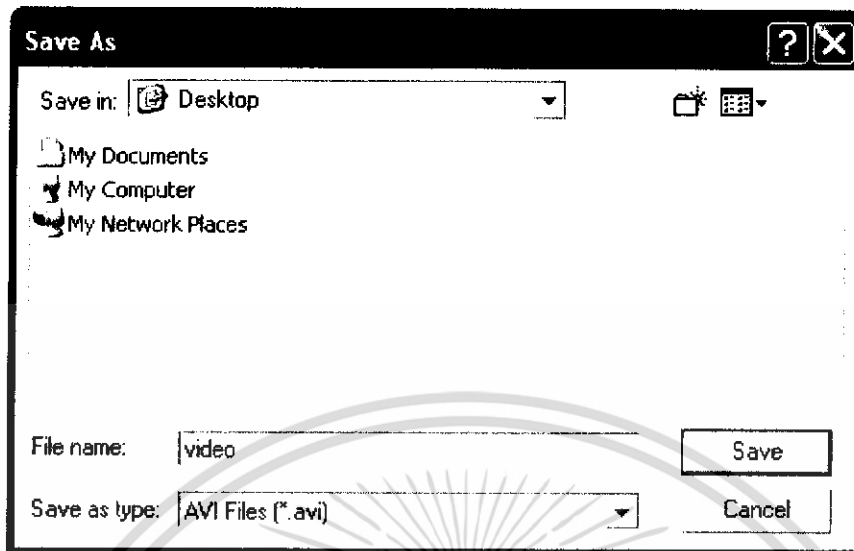 Save As
Save in: Desktop
My Documents
My Computer
My Network Places
File name: video Save
Save as type: AVI Files (*.avi) Cancel